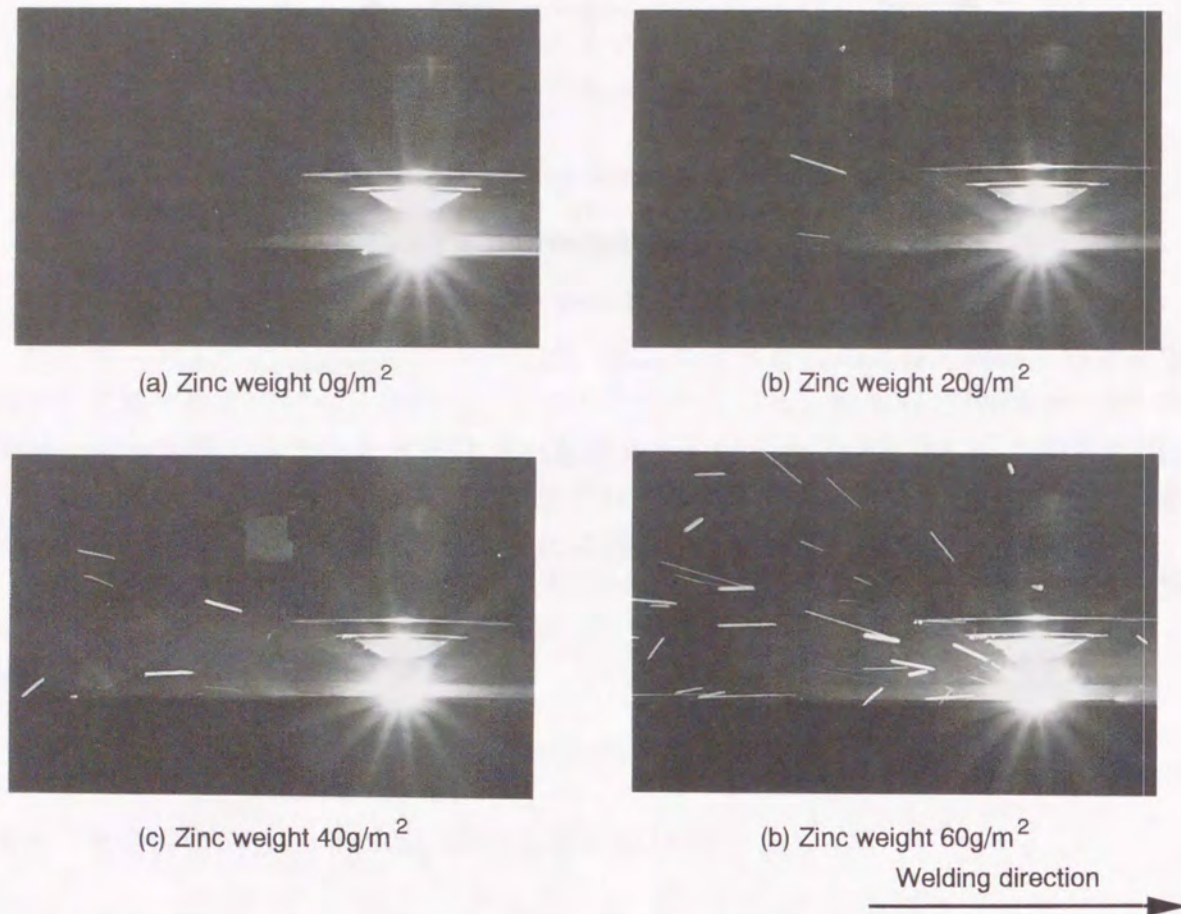 (a) Zinc weight 0g/m²
(b) Zinc weight 20g/m²
(c) Zinc weight 40g/m²
(b) Zinc weight 60g/m²
Welding direction